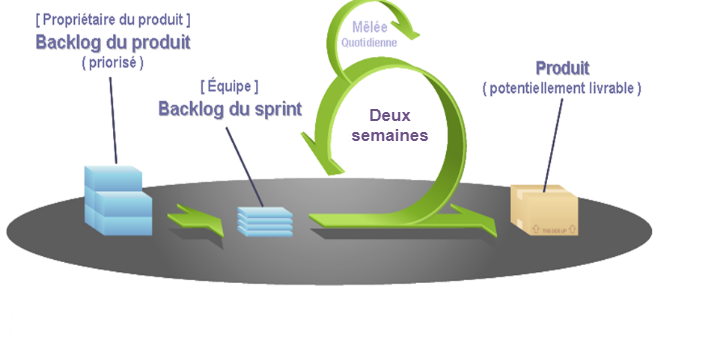 [ Propriétaire du produit ]
Backlog du produit
( priorisé )
[ Équipe ]
Backlog du sprint
Mêlée
Quotidienne
Deux
semaines
Produit
( potentiellement livrable )